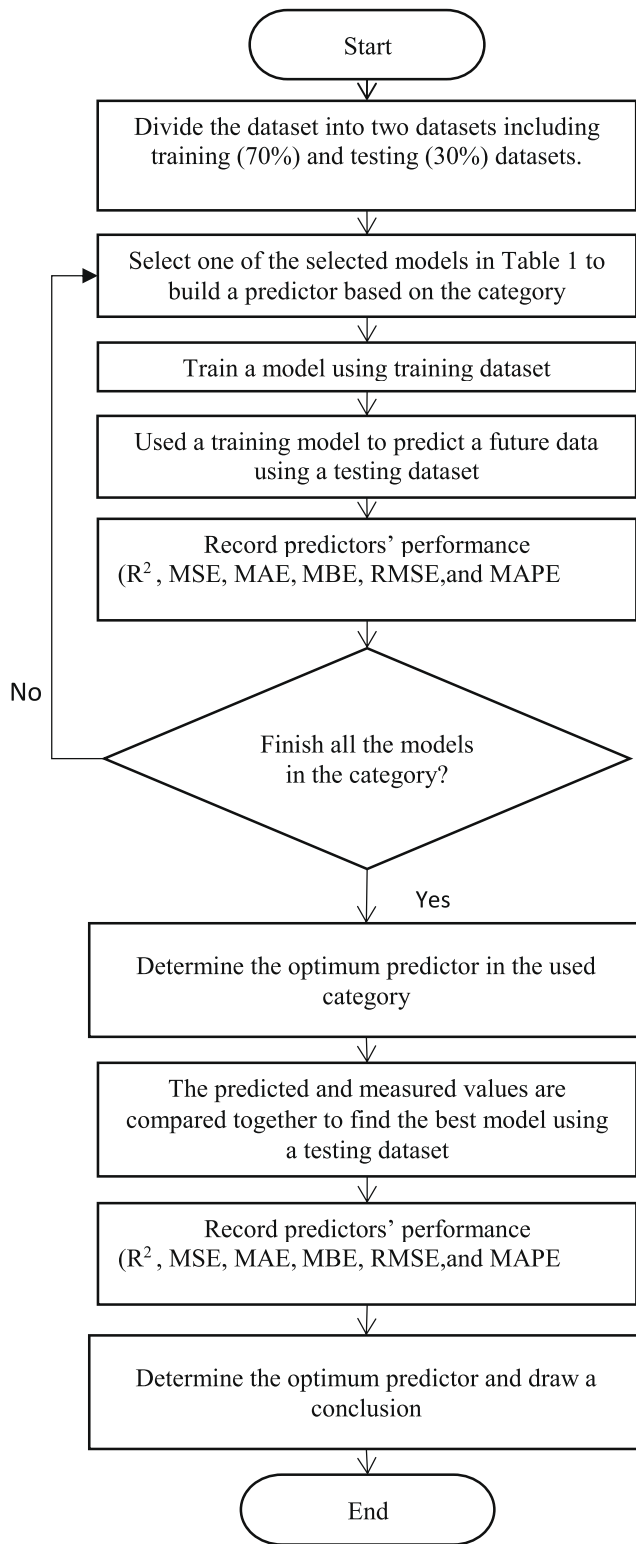 Start
Divide the dataset into two datasets including
training (70%) and testing (30%) datasets.
Select one of the selected models in Table 1 to
build a predictor based on the category
Train a model using training dataset
Used a training model to predict a future data
using a testing dataset
Record predictors’ performance
(R², MSE, MAE, MBE, RMSE,and MAPE
No
Finish all the models
in the category?
Yes
Determine the optimum predictor in the used
category
The predicted and measured values are
compared together to find the best model using
a testing dataset
Record predictors’ performance
(R², MSE, MAE, MBE, RMSE,and MAPE
Determine the optimum predictor and draw a
conclusion
End